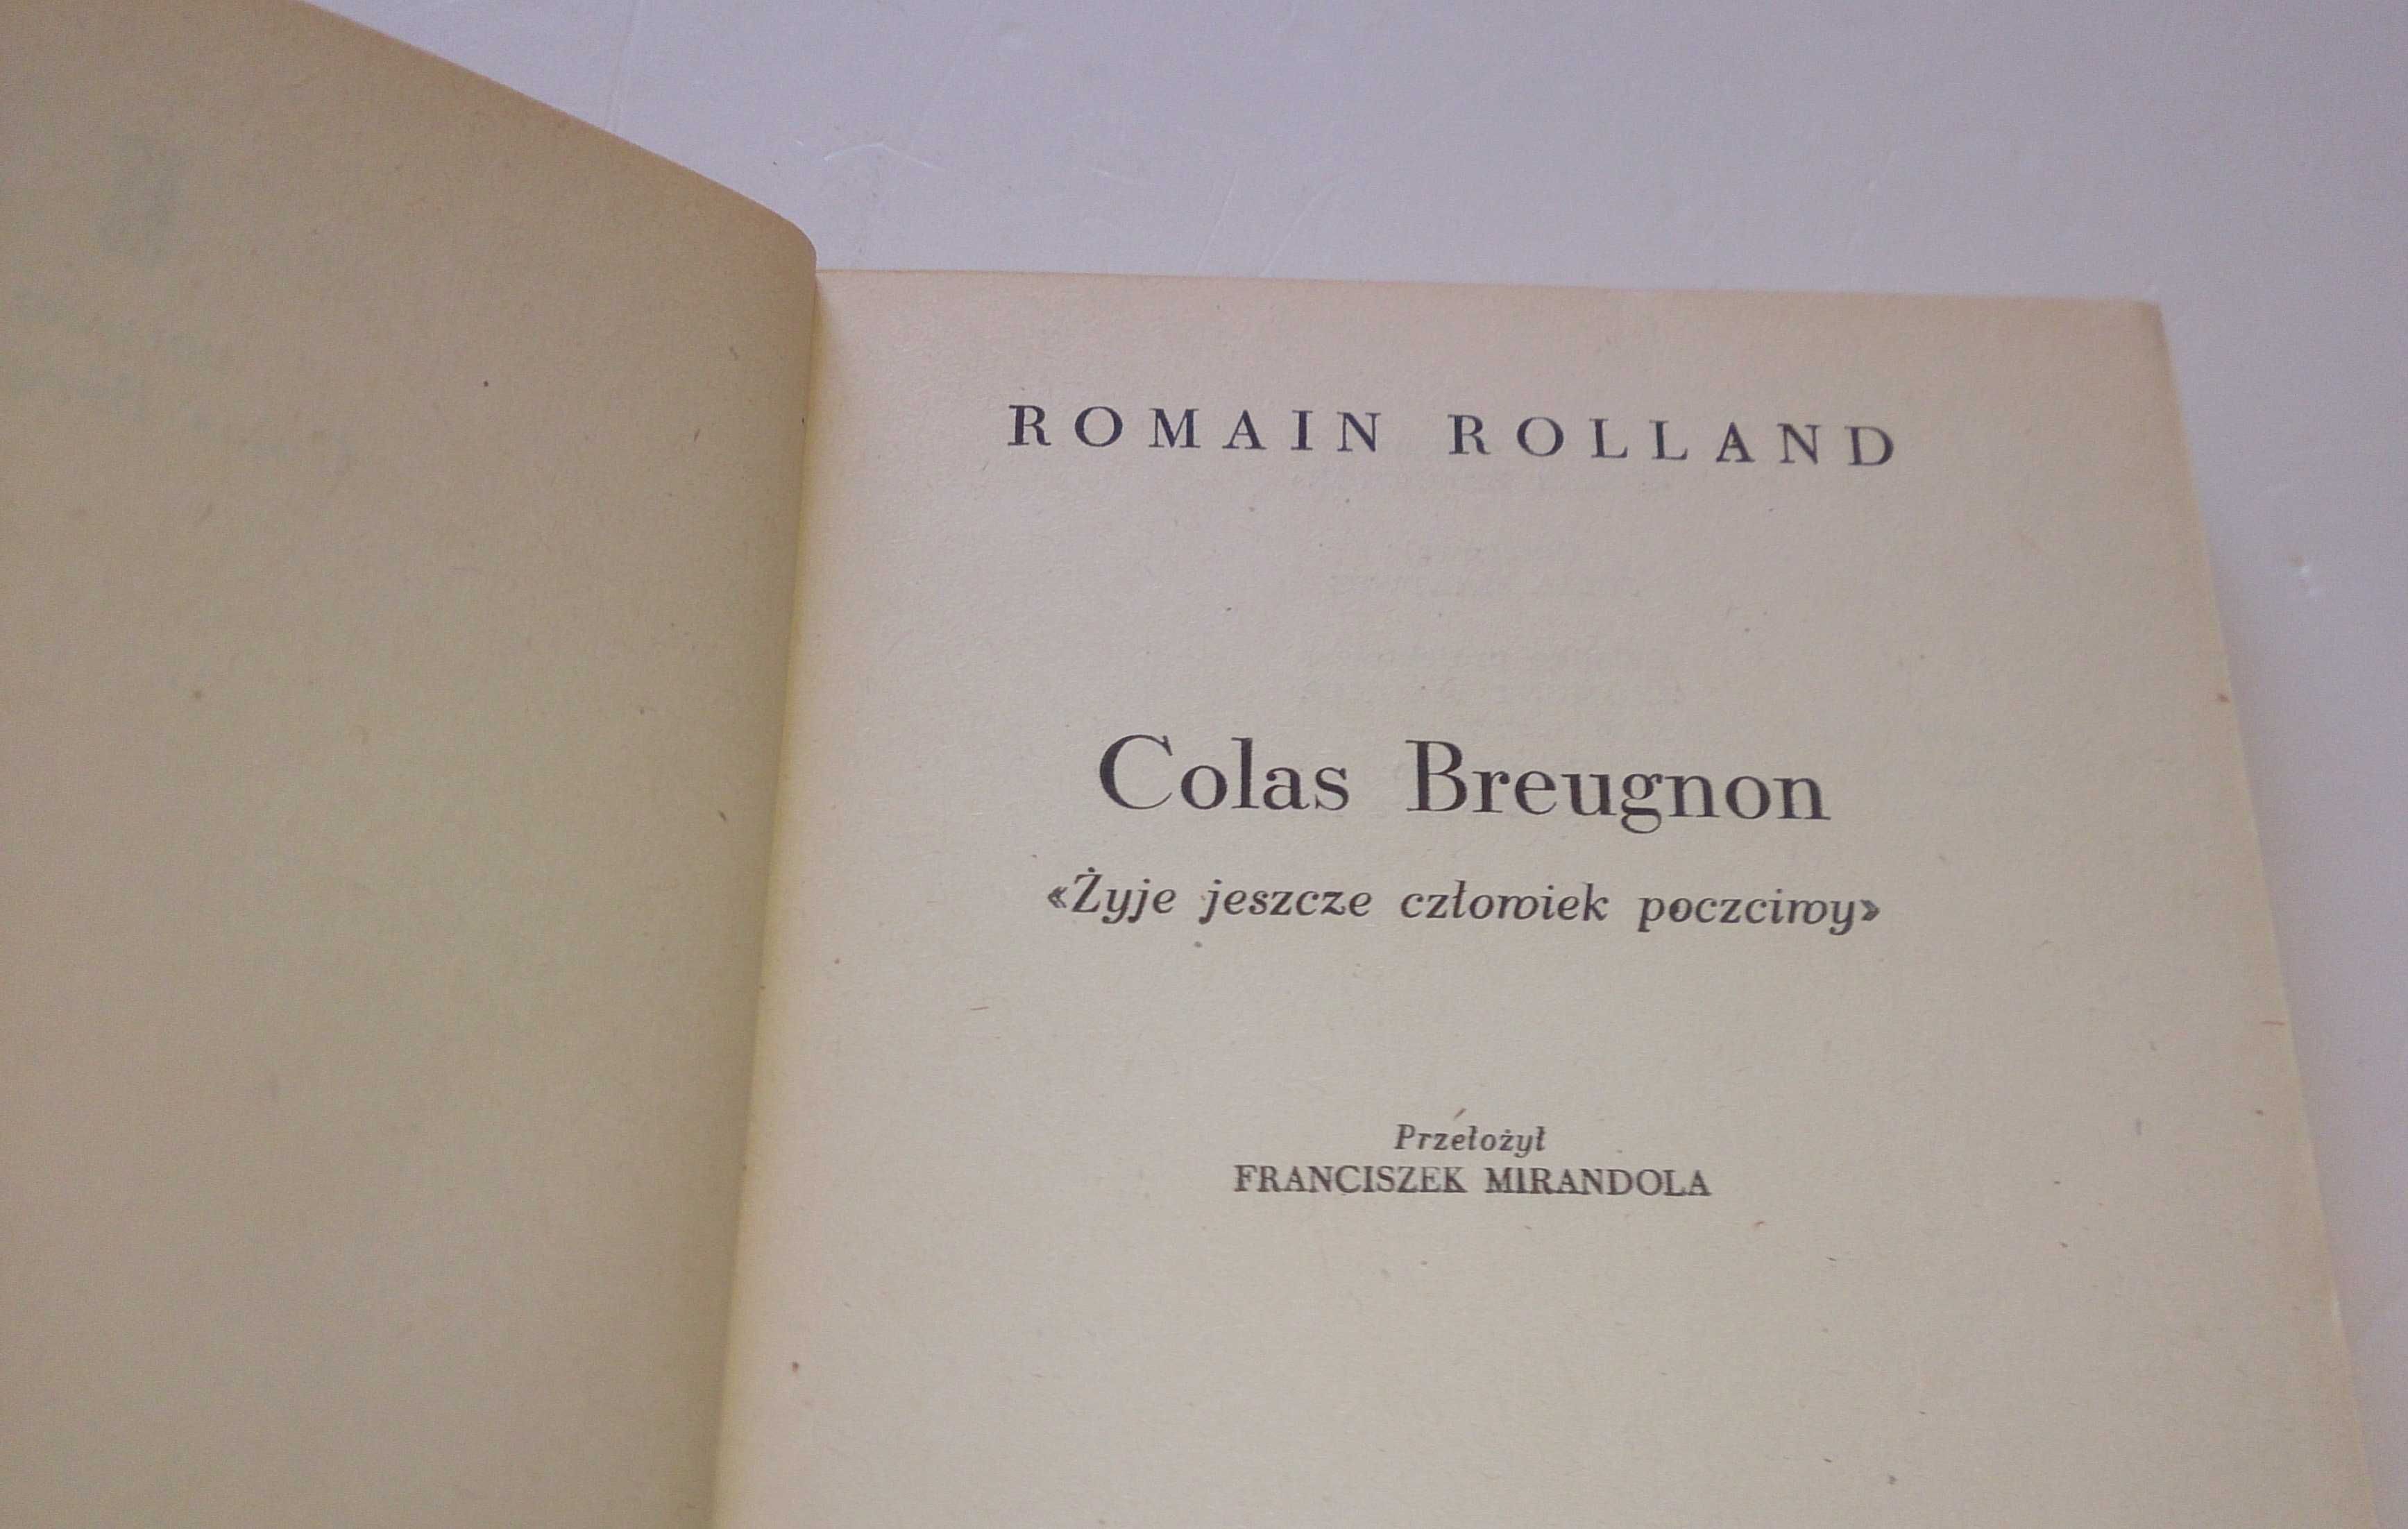 ROMAIN ROLLAND
Colas Breugnon
«Żyje jeszcze człowiek poczciwy»
Przełożył
FRANCISZEK MIRANDOLA